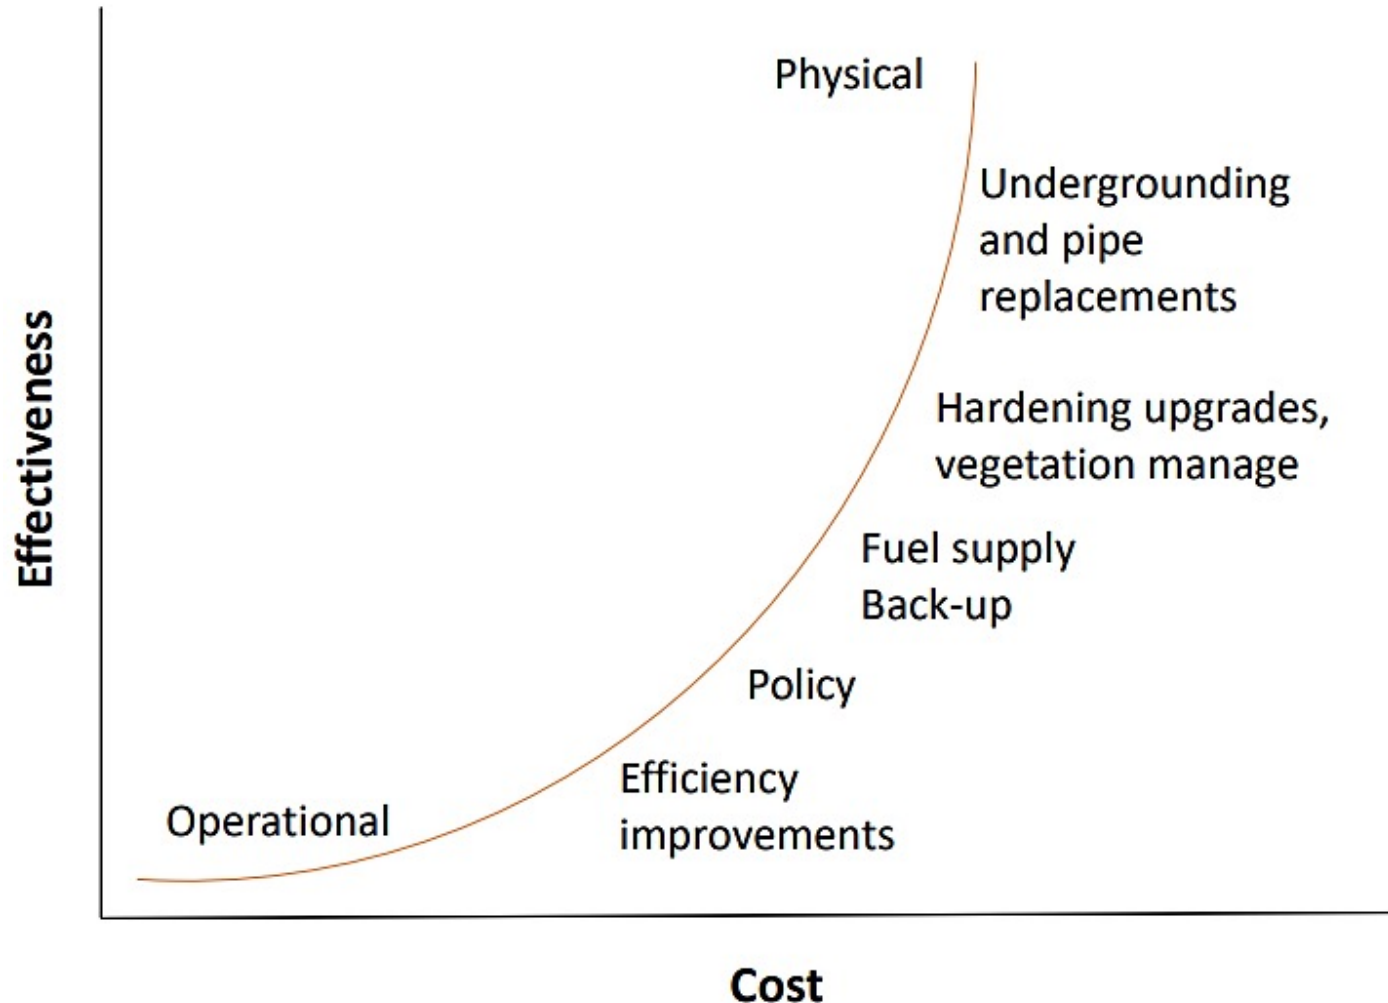 Physical
Undergrounding
and pipe
replacements
Hardening upgrades,
vegetation manage
Fuel supply
Back-up
Policy
Efficiency
improvements
Operational
Effectiveness
Cost